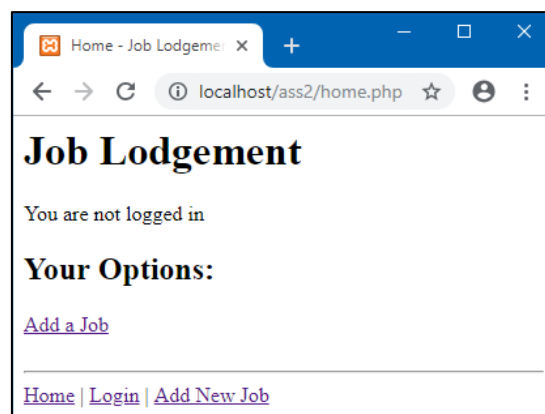 Home - Job Lodgemen
localhost/ass2/home.php
Job Lodgement
You are not logged in
Your Options:
Add a Job
Home | Login | Add New Job